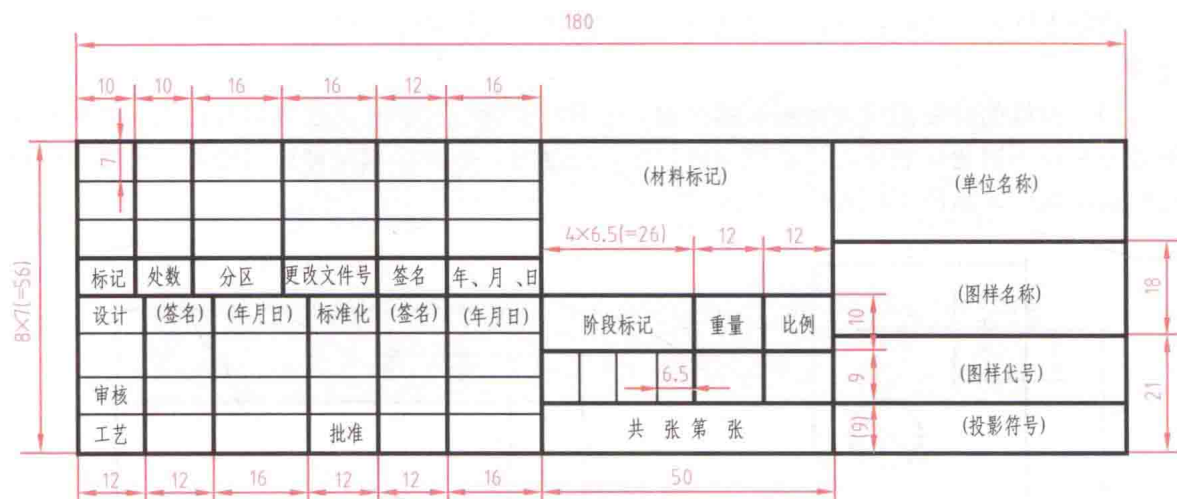 180
10 10 16 16 12 16
7
(材料标记)
(单位名称)
4×6.5(=26) 12 12
8×7(=56)
标记 处数 分区 更改文件号 签名 年、月、日
设计 (签名) (年月日) 标准化 (签名) (年月日)
阶段标记 重量 比例
10
(图样名称)
18
6.5
9
(图样代号)
21
审核
工艺 批准
共 张 第 张
(9)
(投影符号)
12 12 16 12 12 16 50